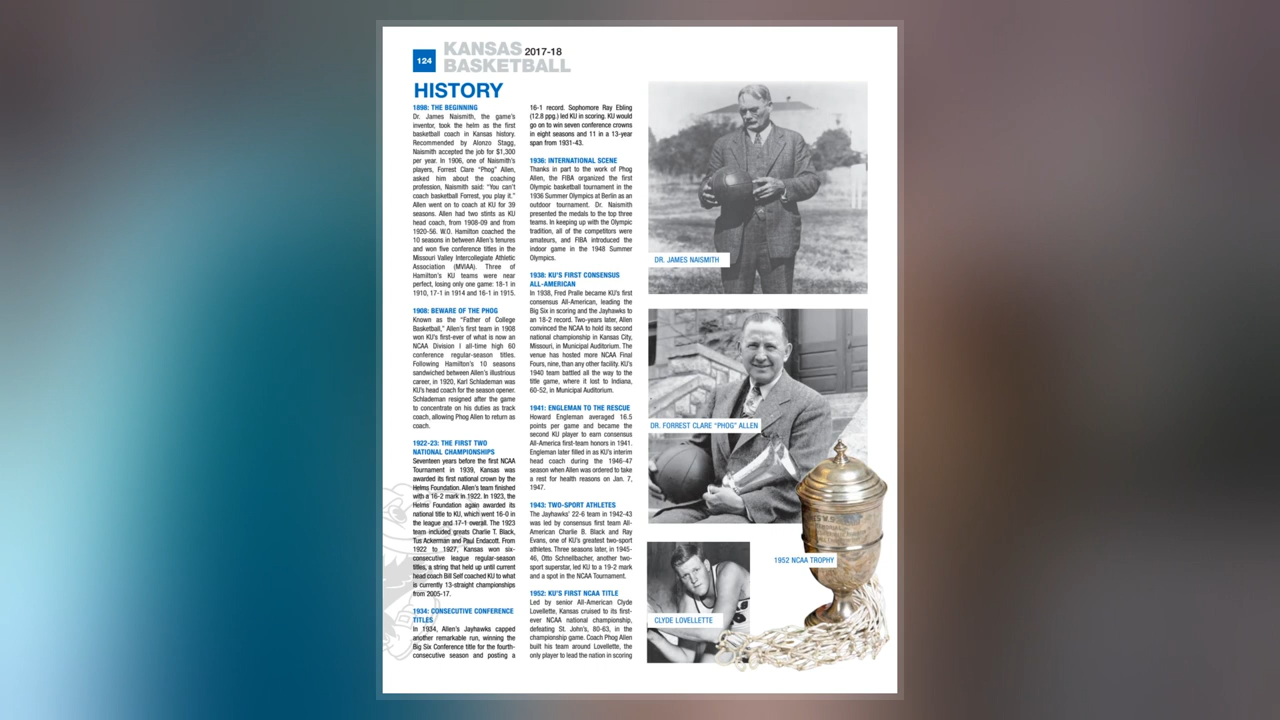 124
KANSAS 2017-18
BASKETBALL
HISTORY
1898: THE BEGINNING
Dr. James Naismith, the game's
inventor, took the helm as the first
basketball coach in Kansas history.
Recommended by Alonzo Stagg,
Naismith accepted the job for $1,300
per year. In 1906, one of Naismith's
players, Forrest Clare "Phog" Allen,
asked him about the coaching
profession, Naismith said: "You can't
coach basketball Forrest, you play it."
Allen went on to coach at KU for 39
seasons. Allen had two stints as KU
head coach, from 1908-09 and from
1920-56. W.O. Hamilton coached the
10 seasons in between Allen's tenures
and won five conference titles in the
Missouri Valley Intercollegiate Athletic
Association (MVIAA). Three of
Hamilton's KU teams were near
perfect, losing only one game: 18-1 in
1910, 17-1 in 1914 and 16-1 in 1915.
1908: BEWARE OF THE PHOG
Known as the "Father of College
Basketball," Allen's first team in 1908
won KU's first-ever of what is now an
NCAA Division I all-time high 60
conference regular-season titles.
Following Hamilton's 10 seasons
sandwiched between Allen's illustrious
career, in 1920, Karl Schlademan was
KU's head coach for the season opener.
Schlademan resigned after the game
to concentrate on his duties as track
coach, allowing Phog Allen to return as
coach.
1922-23: THE FIRST TWO
NATIONAL CHAMPIONSHIPS
Seventeen years before the first NCAA
Tournament in 1939, Kansas was
awarded its first national crown by the
Helms Foundation. Allen's team finished
with a 16-2 mark in 1922. In 1923, the
Helms Foundation again awarded its
national title to KU, which went 16-0 in
the league and 17-1 overall. The 1923
team included greats Charlie T. Black,
Tus Ackerman and Paul Endacott. From
1922 to 1927, Kansas won six-
consecutive league regular-season
titles, a string that held up until current
head coach Bill Self coached KU to what
is currently 13-straight championships
from 2005-17.
1934: CONSECUTIVE CONFERENCE
TITLES
In 1934, Allen's Jayhawks capped
another remarkable run, winning the
Big Six Conference title for the fourth-
consecutive season and posting a
16-1 record. Sophomore Ray Ebling
(12.8 ppg.) led KU in scoring. KU would
go on to win seven conference crowns
in eight seasons and 11 in a 13-year
span from 1931-43.
1936: INTERNATIONAL SCENE
Thanks in part to the work of Phog
Allen, the FIBA organized the first
Olympic basketball tournament in the
1936 Summer Olympics at Berlin as an
outdoor tournament. Dr. Naismith
presented the medals to the top three
teams. In keeping up with the Olympic
tradition, all of the competitors were
amateurs, and FIBA introduced the
indoor game in the 1948 Summer
Olympics.
1938: KU'S FIRST CONSENSUS
ALL-AMERICAN
In 1938, Fred Pralle became KU's first
consensus All-American, leading the
Big Six in scoring and the Jayhawks to
an 18-2 record. Two-years later, Allen
convinced the NCAA to hold its second
national championship in Kansas City,
Missouri, in Municipal Auditorium. The
venue has hosted more NCAA Final
Fours, nine, than any other facility. KU's
1940 team battled all the way to the
title game, where it lost to Indiana,
60-52, in Municipal Auditorium.
1941: ENGLEMAN TO THE RESCUE
Howard Engleman averaged 16.5
points per game and became the
second KU player to earn consensus
All-America first-team honors in 1941.
Engleman later filled in as KU's interim
head coach during the 1946-47
season when Allen was ordered to take
a rest for health reasons on Jan. 7,
1947.
1943: TWO-SPORT ATHLETES
The Jayhawks' 22-6 team in 1942-43
was led by consensus first team All-
American Charlie B. Black and Ray
Evans, one of KU's greatest two-sport
athletes. Three seasons later, in 1945-
46, Otto Schnellbacher, another two-
sport superstar, led KU to a 19-2 mark
and a spot in the NCAA Tournament.
1952: KU'S FIRST NCAA TITLE
Led by senior All-American Clyde
Lovellette, Kansas cruised to its first-
ever NCAA national championship,
defeating St. John's, 80-63, in the
championship game. Coach Phog Allen
built his team around Lovellette, the
only player to lead the nation in scoring
DR. JAMES NAISMITH
DR. FORREST CLARE "PHOG" ALLEN
1952 NCAA TROPHY
CLYDE LOVELLETTE